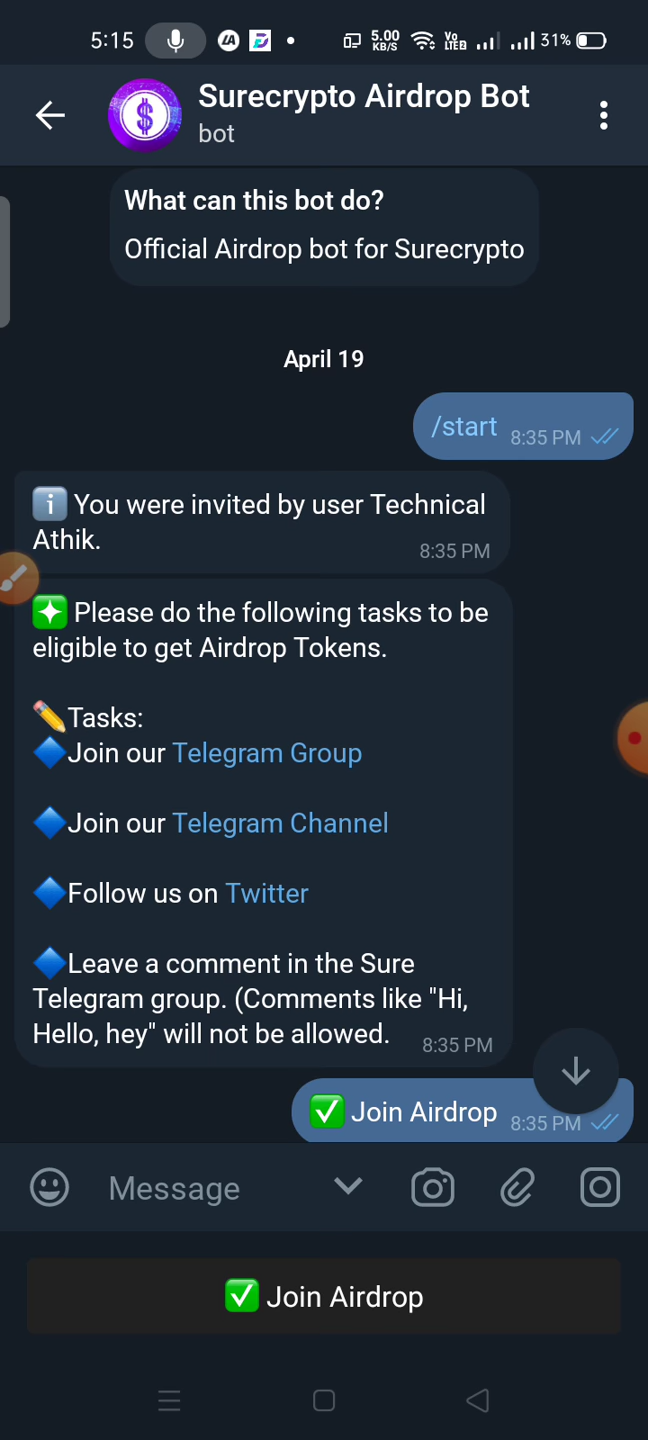 5:15 LA 5.00 KB/S Vo LTE2 31%
Surecrypto Airdrop Bot
bot
What can this bot do?
Official Airdrop bot for Surecrypto
April 19
/start 8:35 PM
i You were invited by user Technical
Athik. 8:35 PM
Please do the following tasks to be
eligible to get Airdrop Tokens.
✏️Tasks:
🔷Join our Telegram Group
🔷Join our Telegram Channel
🔷Follow us on Twitter
🔷Leave a comment in the Sure
Telegram group. (Comments like "Hi,
Hello, hey" will not be allowed. 8:35 PM
✅ Join Airdrop 8:35 PM
Message
✅ Join Airdrop